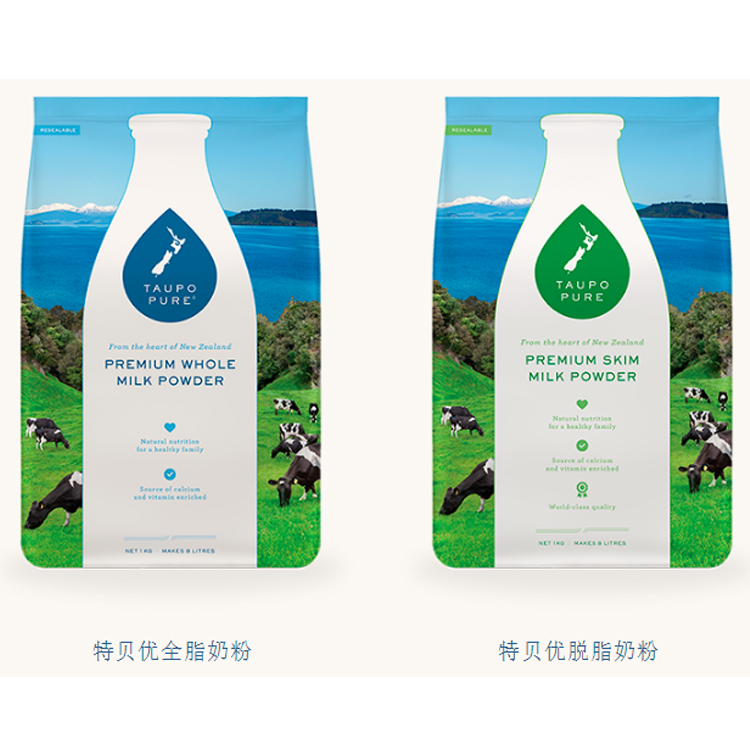 RESEALABLE
TAUPO
PURE®
From the heart of New Zealand
PREMIUM WHOLE
MILK POWDER
Natural nutrition
for a healthy family
Source of calcium
and vitamin enriched
NET 1KG | MAKES 8 LITRES
特贝优全脂奶粉
RESEALABLE
TAUPO
PURE
From the heart of New Zealand
PREMIUM SKIM
MILK POWDER
Natural nutrition
for a healthy family
Source of calcium
and vitamin enriched
World-class quality
NET 1KG | MAKES 8 LITRES
特贝优脱脂奶粉